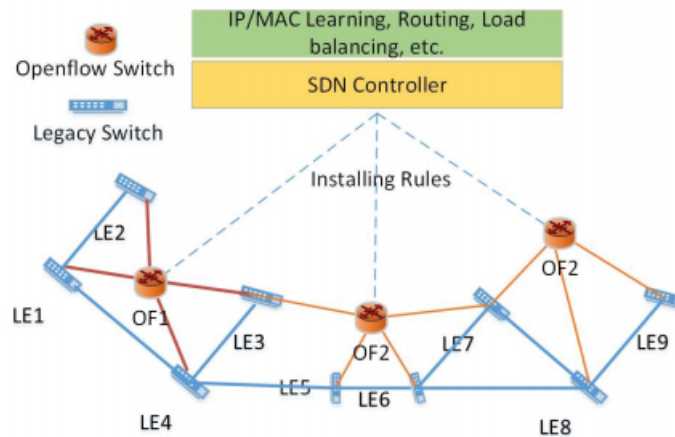 IP/MAC Learning, Routing, Load
balancing, etc.
Openflow Switch
SDN Controller
Legacy Switch
Installing Rules
LE2
OF2
LE1
OF1
LE3
OF2
LE7
LE9
LE5
LE6
LE4
LE8